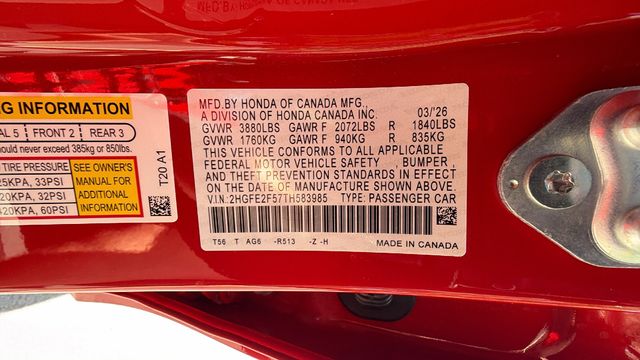 NG INFORMATION
AL 5 FRONT 2 REAR 3
should never exceed 385kg or 850lbs.
TIRE PRESSURE
25KPA, 33PSI
220KPA, 32PSI
420KPA, 60PSI
SEE OWNER'S
MANUAL FOR
ADDITIONAL
INFORMATION
T20 A1
MFD.BY HONDA OF CANADA MFG.,
A DIVISION OF HONDA CANADA INC. 03/'26
GVWR 3880LBS GAWR F 2072LBS R 1840LBS
GVWR 1760KG GAWR F 940KG R 835KG
THIS VEHICLE CONFORMS TO ALL APPLICABLE
FEDERAL MOTOR VEHICLE SAFETY , BUMPER ,
AND THEFT PREVENTION STANDARDS IN EFFECT
ON THE DATE OF MANUFACTURE SHOWN ABOVE.
V.I.N: 2HGFE2F57TH583985 TYPE: PASSENGER CAR
T56 T AG6 -R513 -Z -H MADE IN CANADA